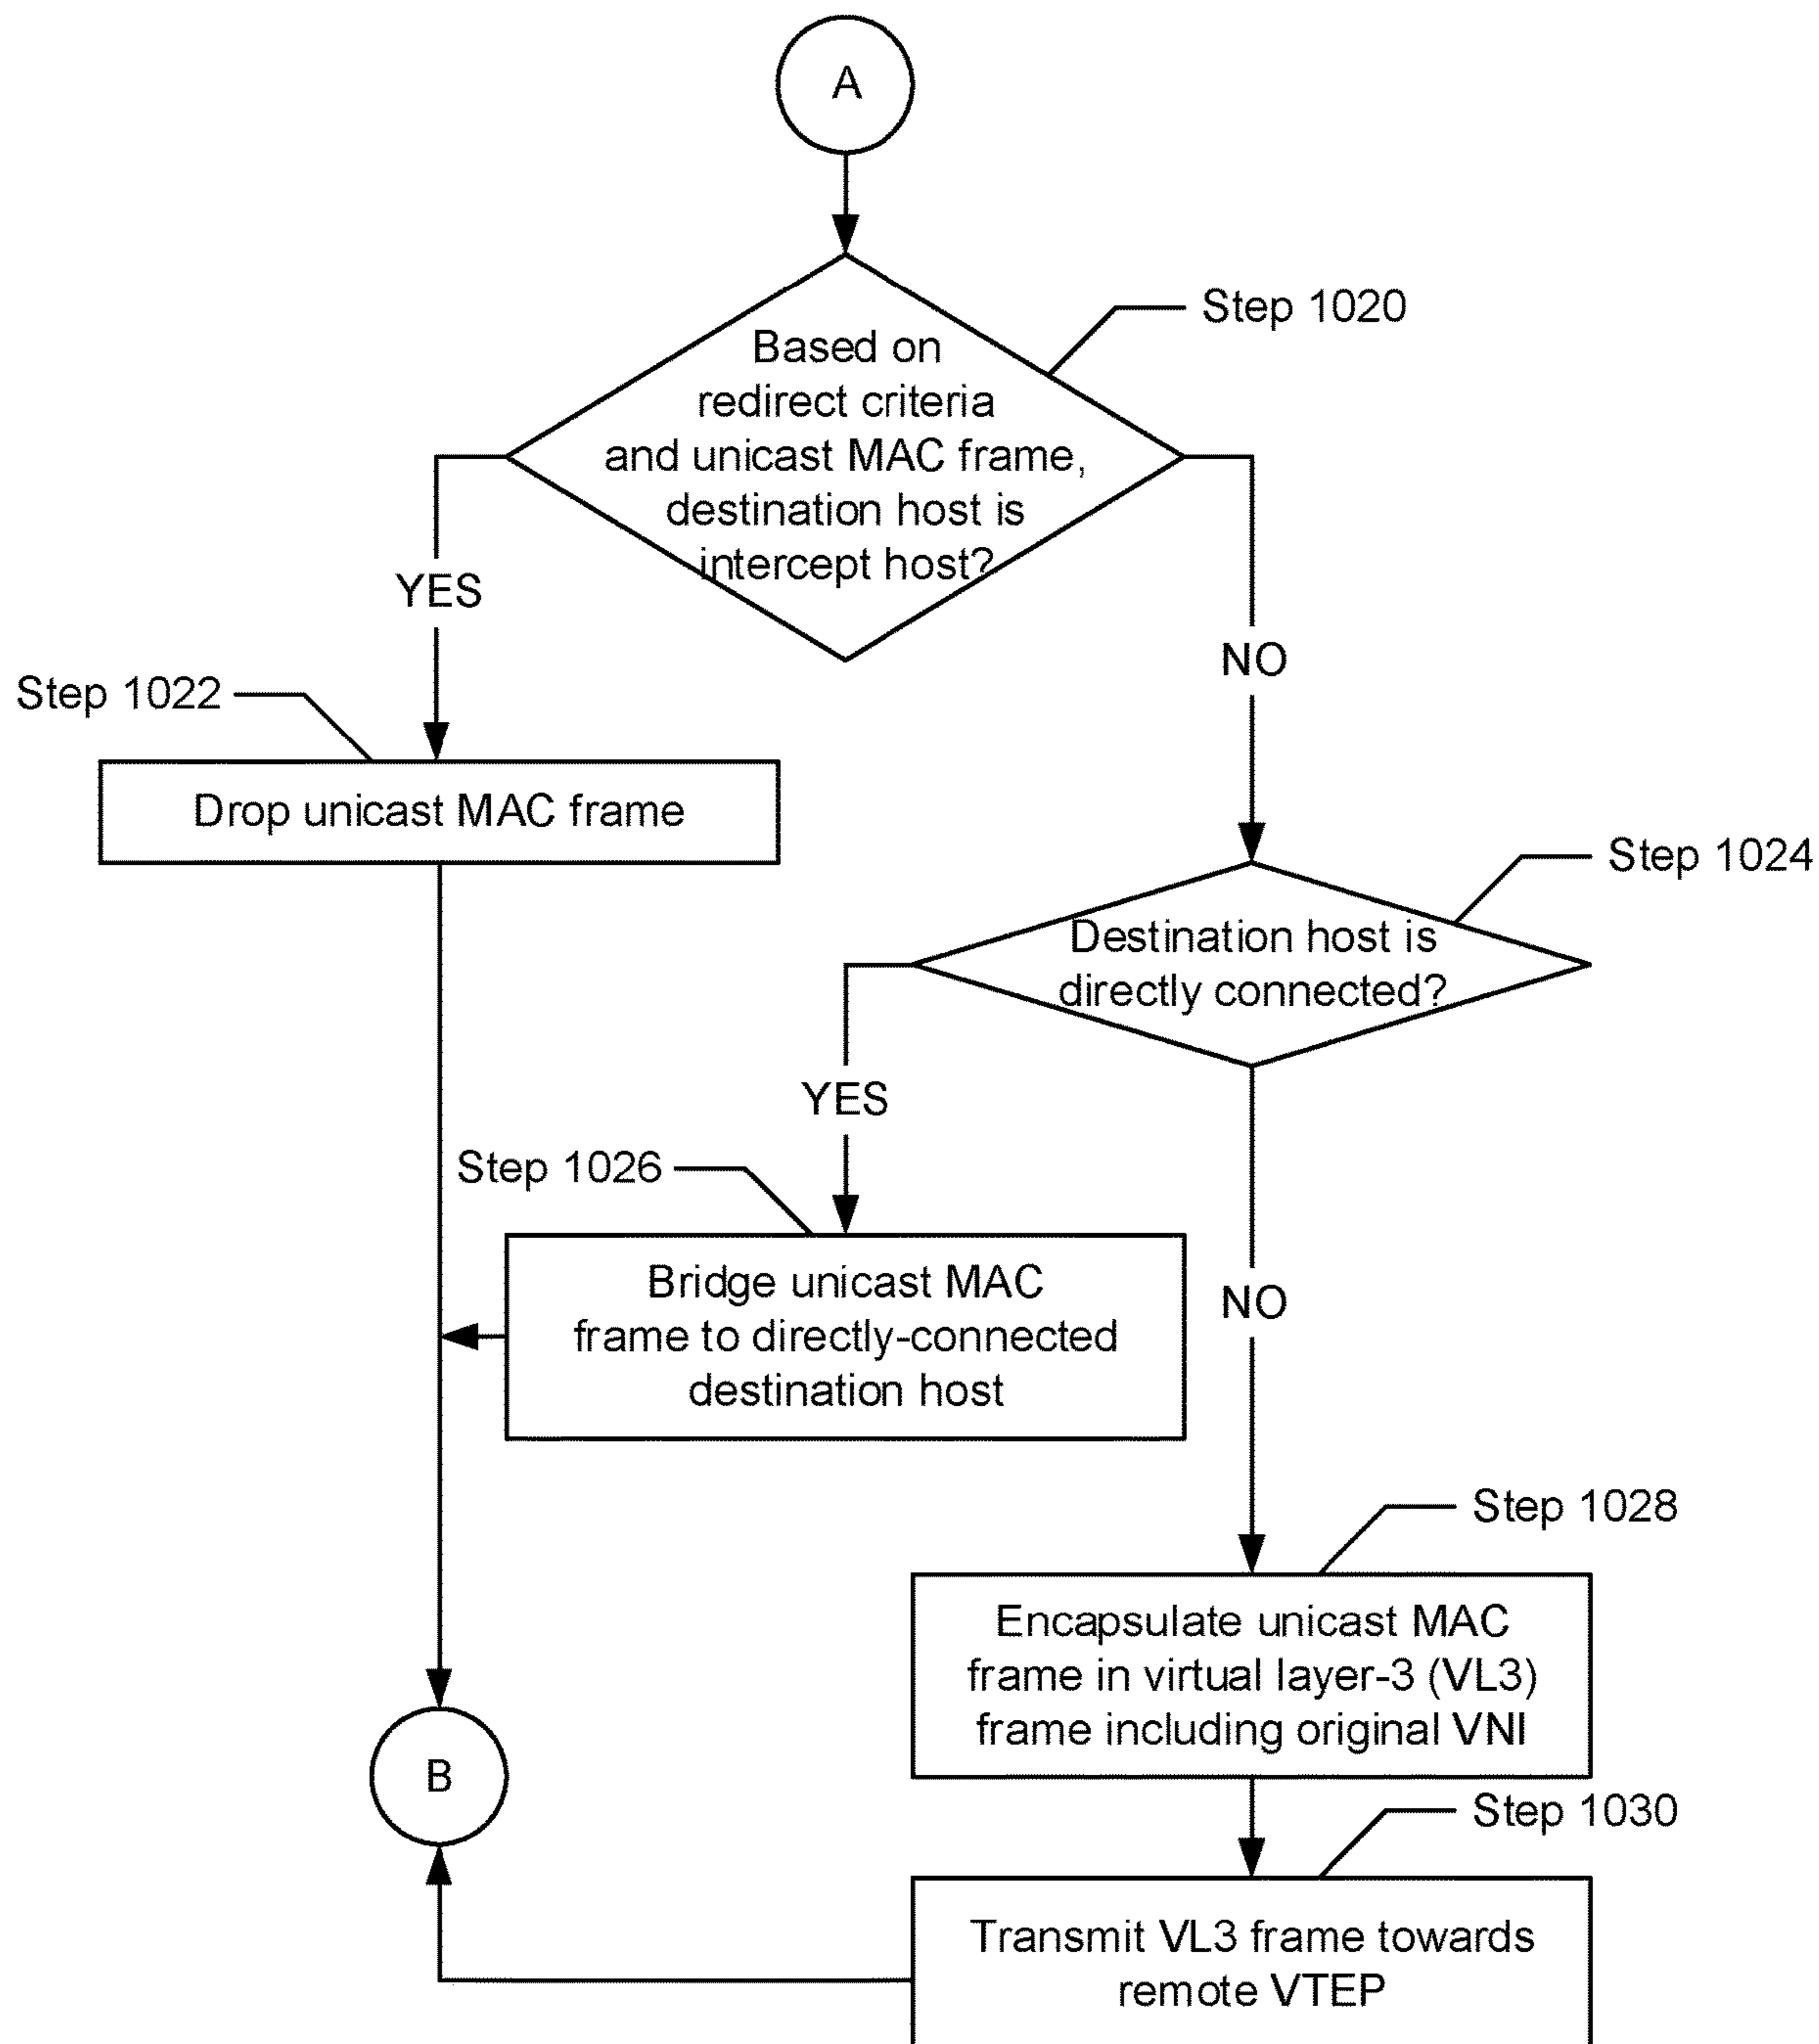 A
Step 1020
Based on
redirect criteria
and unicast MAC frame,
destination host is
intercept host?
YES
NO
Step 1022
Drop unicast MAC frame
Step 1024
Destination host is
directly connected?
YES
Step 1026
Bridge unicast MAC
frame to directly-connected
destination host
NO
Step 1028
Encapsulate unicast MAC
frame in virtual layer-3 (VL3)
frame including original VNI
B
Step 1030
Transmit VL3 frame towards
remote VTEP